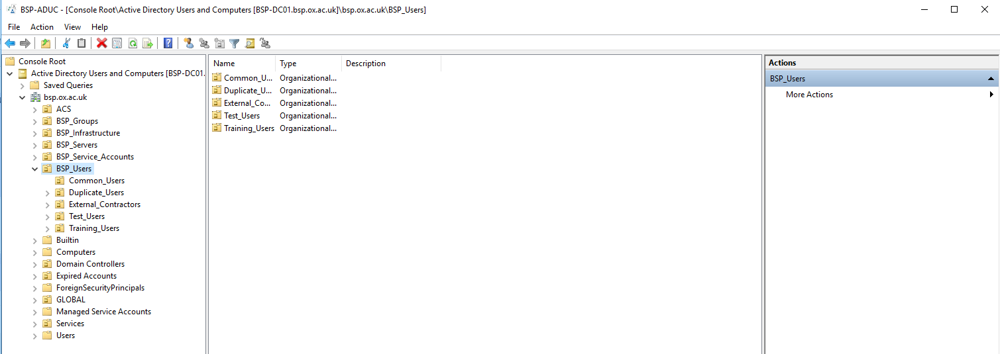 BSP-ADUC - [Console Root\Active Directory Users and Computers [BSP-DC01.bsp.ox.ac.uk]\bsp.ox.ac.uk\BSP_Users]
File Action View Help
Console Root
Active Directory Users and Computers [BSP-DC01.
Saved Queries
bsp.ox.ac.uk
ACS
BSP_Groups
BSP_Infrastructure
BSP_Servers
BSP_Service_Accounts
BSP_Users
Common_Users
Duplicate_Users
External_Contractors
Test_Users
Training_Users
Builtin
Computers
Domain Controllers
Expired Accounts
ForeignSecurityPrincipals
GLOBAL
Managed Service Accounts
Services
Users
Name Type Description
Common_U... Organizational...
Duplicate_U... Organizational...
External_Co... Organizational...
Test_Users Organizational...
Training_Users Organizational...
Actions
BSP_Users
More Actions